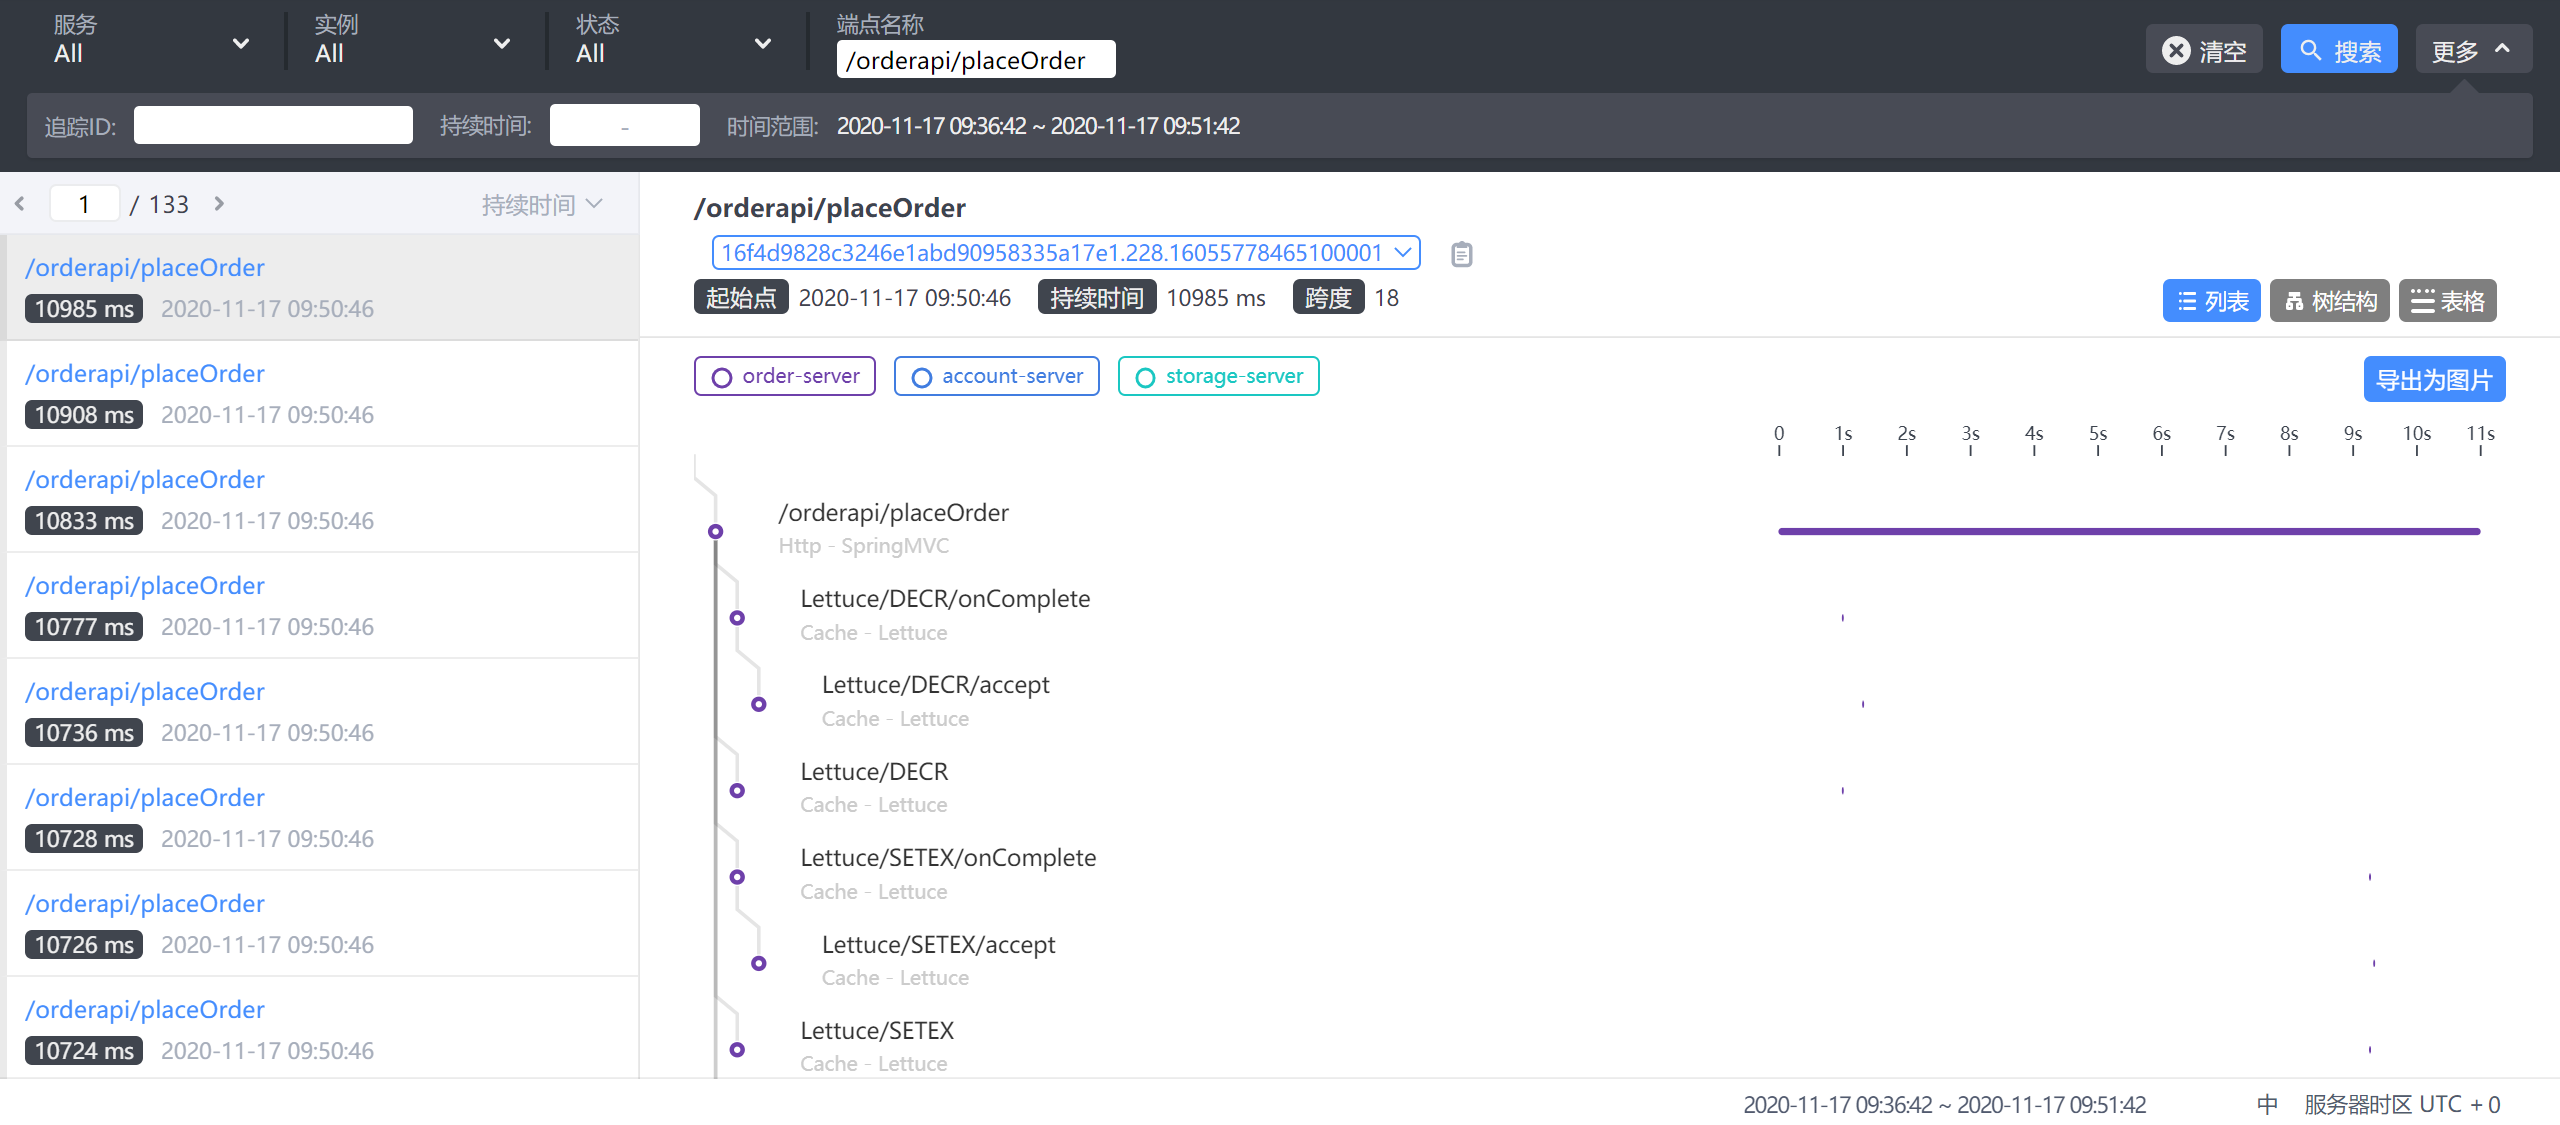 服务
All
实例
All
状态
All
端点名称
/orderapi/placeOrder
清空
搜索
更多
追踪ID:
持续时间:
-
时间范围:
2020-11-17 09:36:42 ~ 2020-11-17 09:51:42
1 / 133
持续时间
/orderapi/placeOrder
10985 ms 2020-11-17 09:50:46
/orderapi/placeOrder
10908 ms 2020-11-17 09:50:46
/orderapi/placeOrder
10833 ms 2020-11-17 09:50:46
/orderapi/placeOrder
10777 ms 2020-11-17 09:50:46
/orderapi/placeOrder
10736 ms 2020-11-17 09:50:46
/orderapi/placeOrder
10728 ms 2020-11-17 09:50:46
/orderapi/placeOrder
10726 ms 2020-11-17 09:50:46
/orderapi/placeOrder
10724 ms 2020-11-17 09:50:46
/orderapi/placeOrder
16f4d9828c3246e1abd90958335a17e1.228.16055778465100001
起始点 2020-11-17 09:50:46 持续时间 10985 ms 跨度 18
列表 树结构 表格
order-server account-server storage-server
导出为图片
0 1s 2s 3s 4s 5s 6s 7s 8s 9s 10s 11s
/orderapi/placeOrder
Http - SpringMVC
Lettuce/DECR/onComplete
Cache - Lettuce
Lettuce/DECR/accept
Cache - Lettuce
Lettuce/DECR
Cache - Lettuce
Lettuce/SETEX/onComplete
Cache - Lettuce
Lettuce/SETEX/accept
Cache - Lettuce
Lettuce/SETEX
Cache - Lettuce
2020-11-17 09:36:42 ~ 2020-11-17 09:51:42 中 服务器时区 UTC + 0